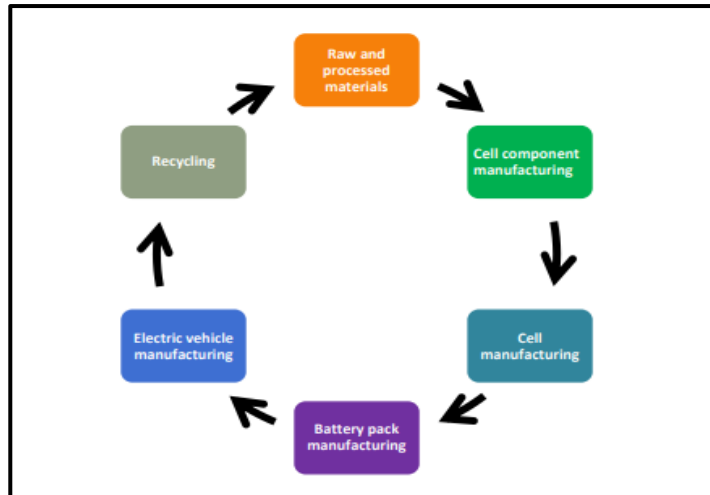 Raw and
processed
materials
Cell component
manufacturing
Cell
manufacturing
Battery pack
manufacturing
Electric vehicle
manufacturing
Recycling